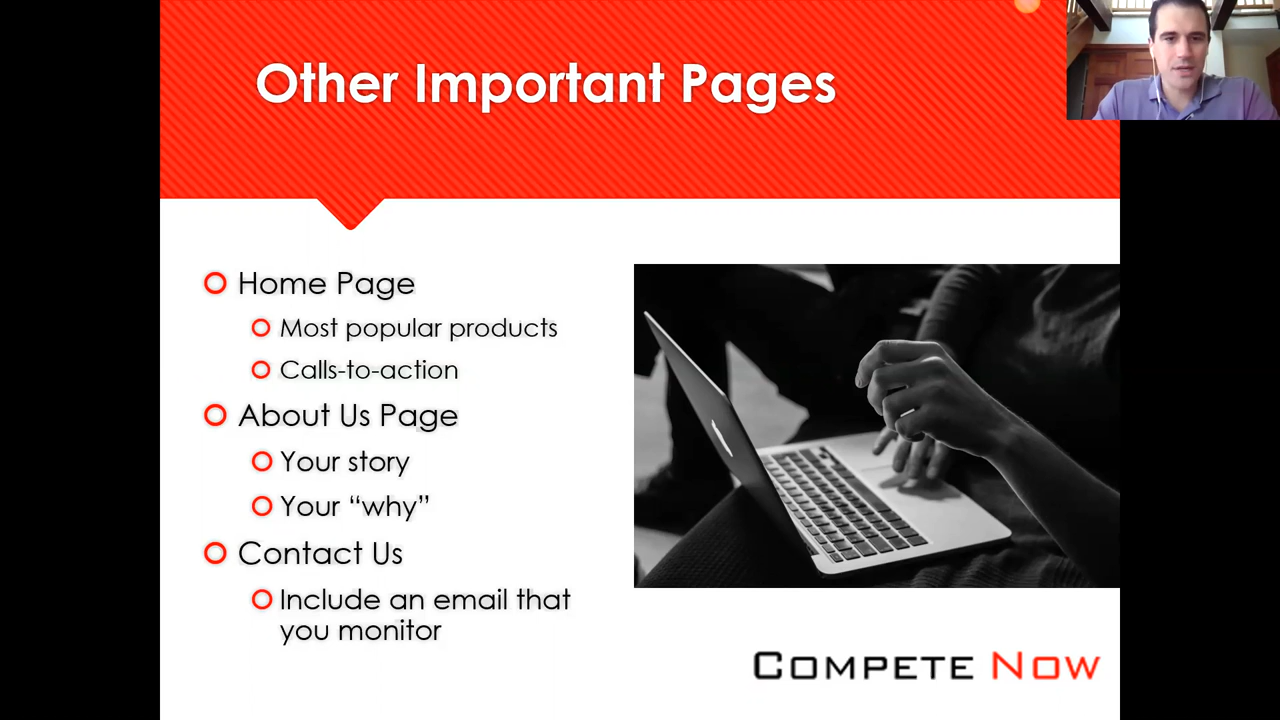 Other Important Pages
Home Page
Most popular products
Calls-to-action
About Us Page
Your story
Your “why”
Contact Us
Include an email that
you monitor
COMPETE NOW